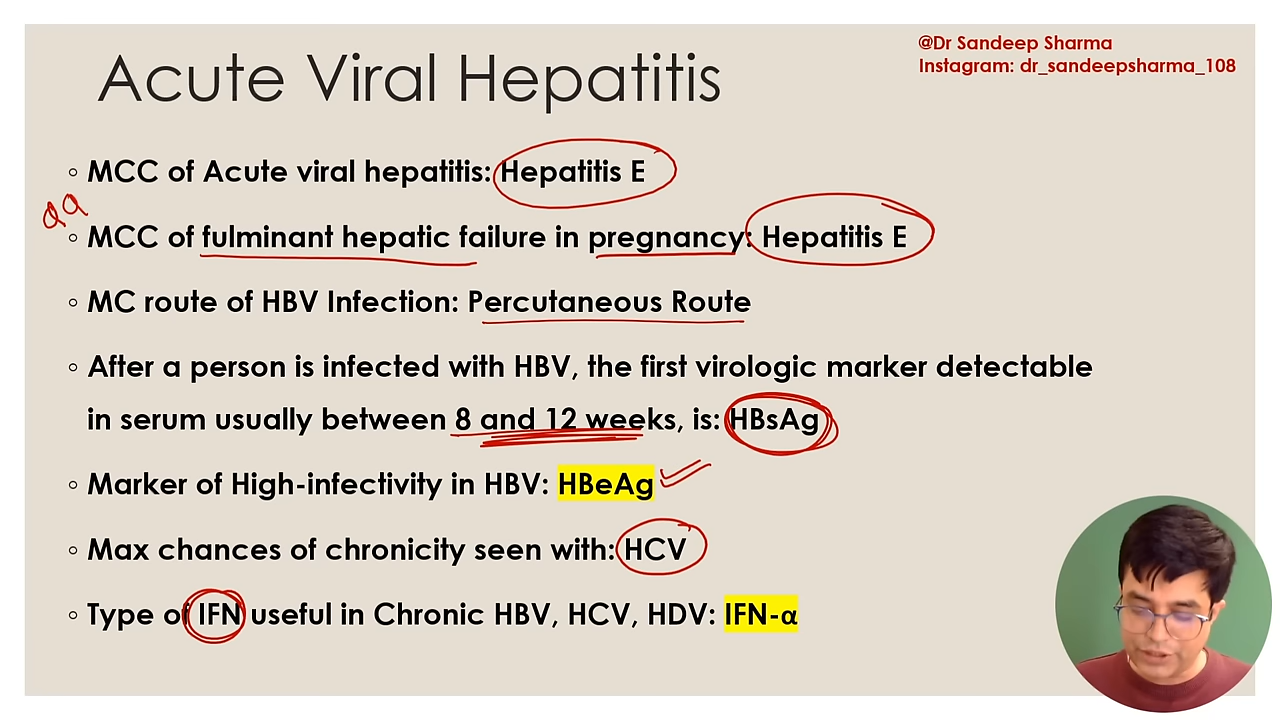 Acute Viral Hepatitis
@Dr Sandeep Sharma
Instagram: dr_sandeepsharma_108
◦ MCC of Acute viral hepatitis: Hepatitis E
◦ MCC of fulminant hepatic failure in pregnancy: Hepatitis E
◦ MC route of HBV Infection: Percutaneous Route
◦ After a person is infected with HBV, the first virologic marker detectable
in serum usually between 8 and 12 weeks, is: HBsAg
◦ Marker of High-infectivity in HBV: HBeAg
◦ Max chances of chronicity seen with: HCV
◦ Type of IFN useful in Chronic HBV, HCV, HDV: IFN-α